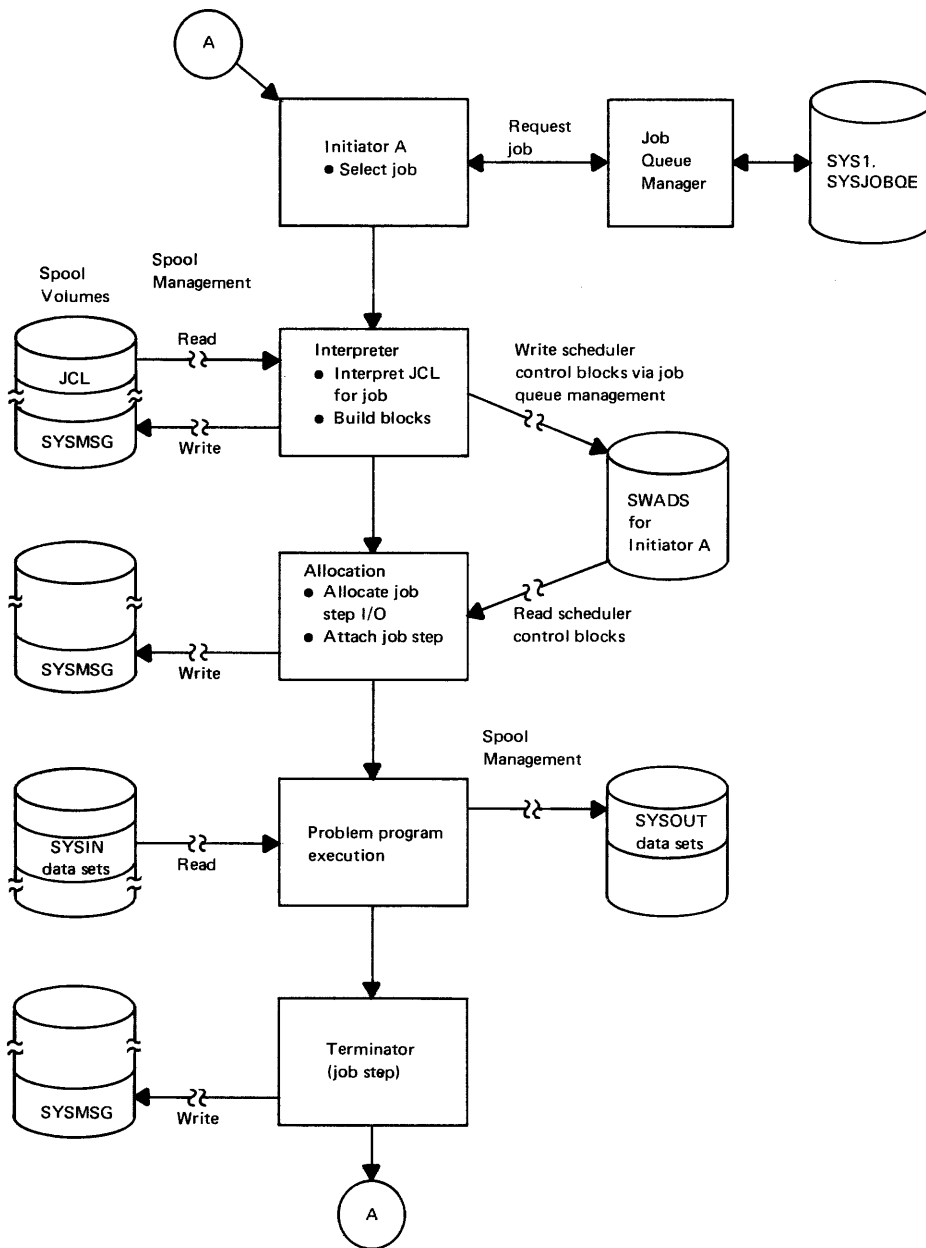 A
Initiator A
● Select job
Request
job
Job
Queue
Manager
SYS1.
SYSJOBQE
Spool
Volumes
Spool
Management
JCL
SYSMSG
Read
Write
Interpreter
● Interpret JCL
for job
● Build blocks
Write scheduler
control blocks via job
queue management
SWADS
for
Initiator A
Allocation
● Allocate job
step I/O
● Attach job step
Read scheduler
control blocks
SYSMSG
Write
Spool
Management
SYSIN
data sets
Read
Problem program
execution
SYSOUT
data sets
Terminator
(job step)
SYSMSG
Write
A